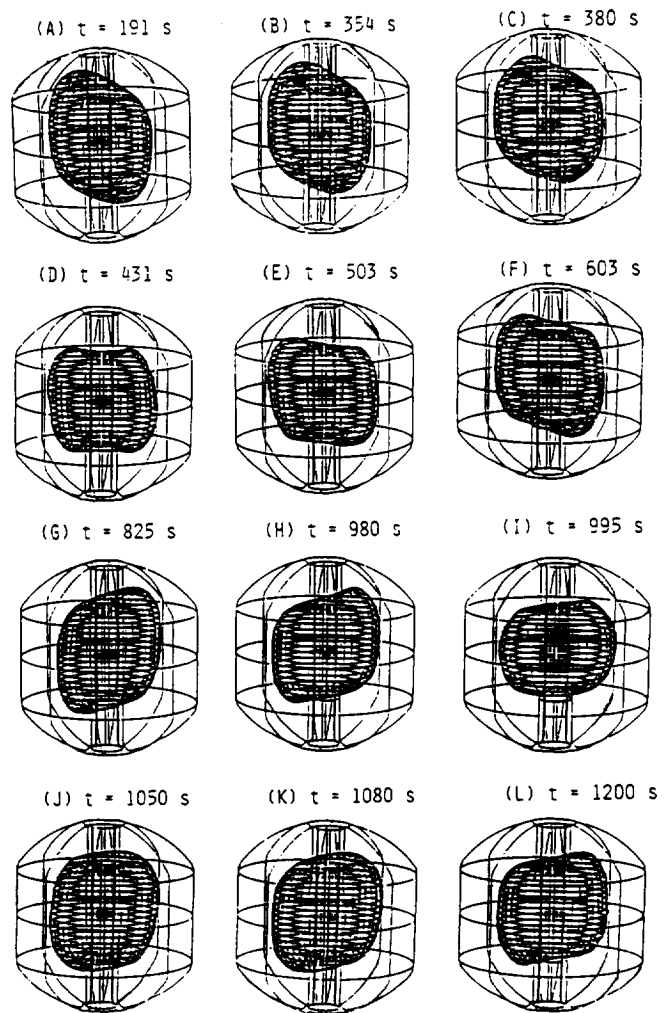 (A) t = 191 s
(B) t = 354 s
(C) t = 380 s
(D) t = 431 s
(E) t = 503 s
(F) t = 603 s
(G) t = 825 s
(H) t = 980 s
(I) t = 995 s
(J) t = 1050 s
(K) t = 1080 s
(L) t = 1200 s